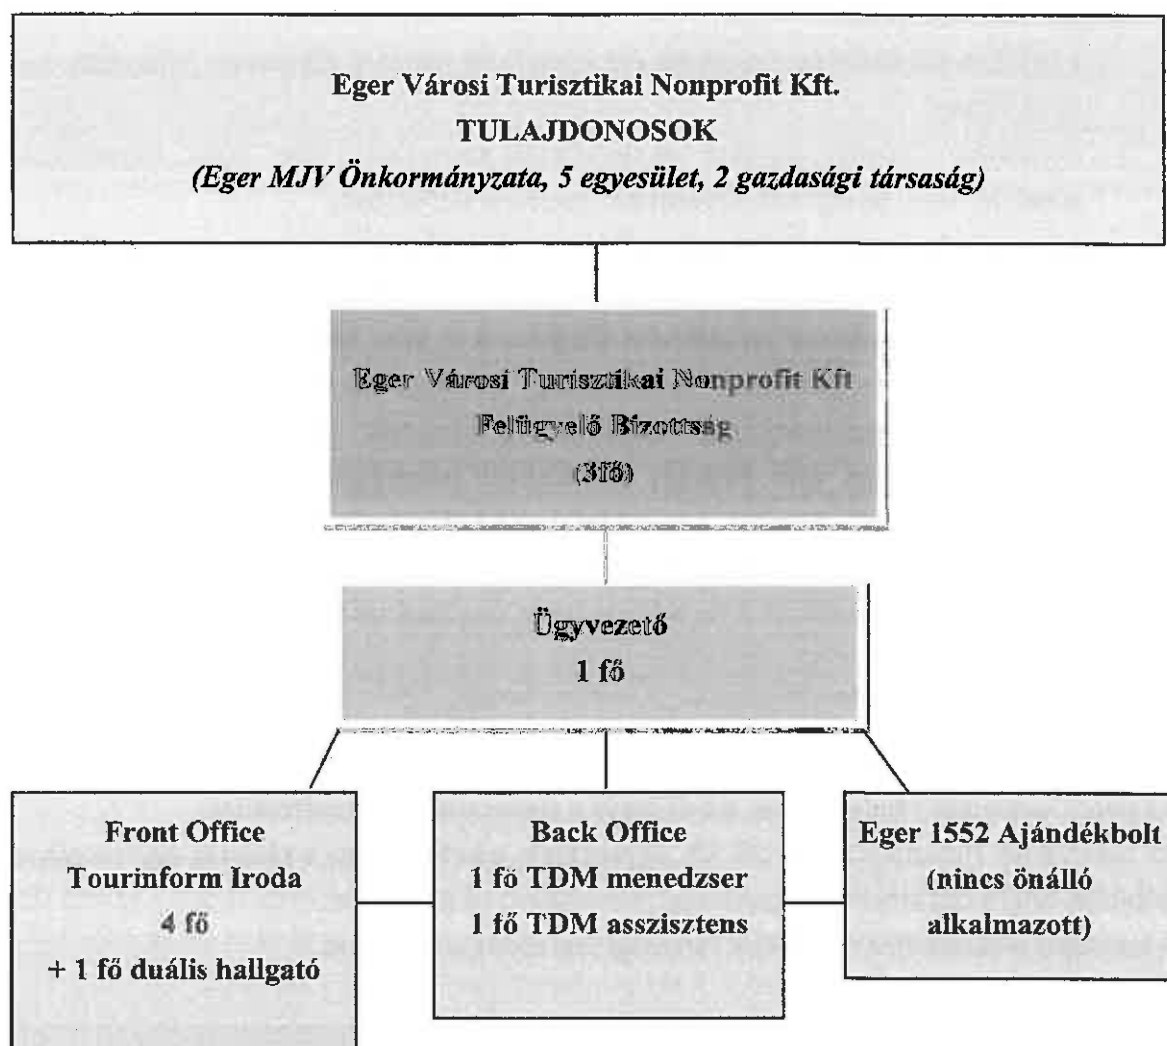 Eger Városi Turisztikai Nonprofit Kft.
TULAJDONOSOK
(Eger MJV Önkormányzata, 5 egyesület, 2 gazdasági társaság)
Eger Városi Turisztikai Nonprofit Kft
Felügyelő Bizottság
(3fő)
Ügyvezető
1 fő
Front Office
Tourinform Iroda
4 fő
+ 1 fő duális hallgató
Back Office
1 fő TDM menedzser
1 fő TDM asszisztens
Eger 1552 Ajándékbolt
(nincs önálló
alkalmazott)